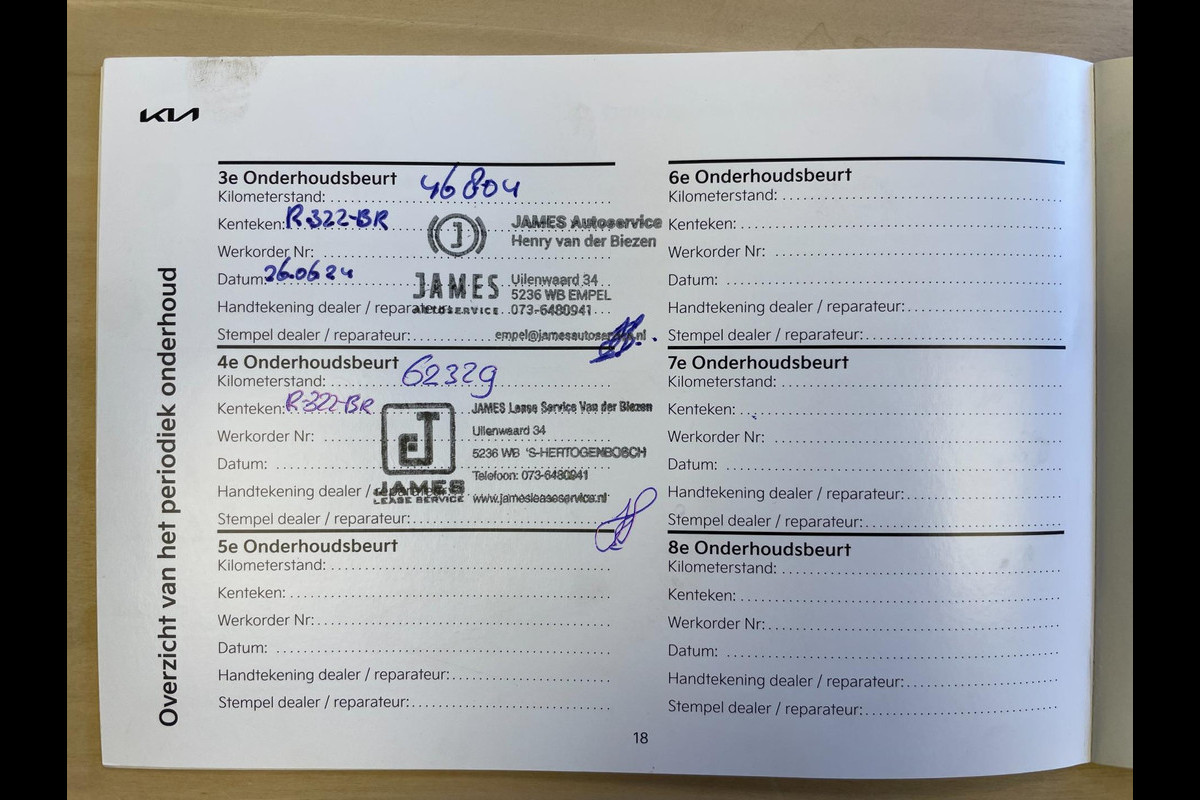 KIA
Overzicht van het periodiek onderhoud
3e Onderhoudsbeurt
Kilometerstand: 46804
Kenteken: R-322-BR
Werkorder Nr:
Datum: 26.06 24
Handtekening dealer / reparateur:
Stempel dealer / reparateur:
JAMES Autoservice
Henry van der Biezen
J
JAMES
AUTOSERVICE
Uilenwaard 34
5236 WB EMPEL
073-6480941
empel@jamesautoservice.nl
4e Onderhoudsbeurt
Kilometerstand: 62329
Kenteken: R-322-BR
Werkorder Nr:
Datum:
Handtekening dealer / reparateur:
Stempel dealer / reparateur:
J
JAMES
LEASE SERVICE
JAMES Lease Service Van der Biezen
Uilenwaard 34
5236 WB 'S-HERTOGENBOSCH
Telefoon: 073-6480941
www.jamesleaseservice.nl
5e Onderhoudsbeurt
Kilometerstand:
Kenteken:
Werkorder Nr:
Datum:
Handtekening dealer / reparateur:
Stempel dealer / reparateur:
6e Onderhoudsbeurt
Kilometerstand:
Kenteken:
Werkorder Nr:
Datum:
Handtekening dealer / reparateur:
Stempel dealer / reparateur:
7e Onderhoudsbeurt
Kilometerstand:
Kenteken:
Werkorder Nr:
Datum:
Handtekening dealer / reparateur:
Stempel dealer / reparateur:
8e Onderhoudsbeurt
Kilometerstand:
Kenteken:
Werkorder Nr:
Datum:
Handtekening dealer / reparateur:
Stempel dealer / reparateur:
18